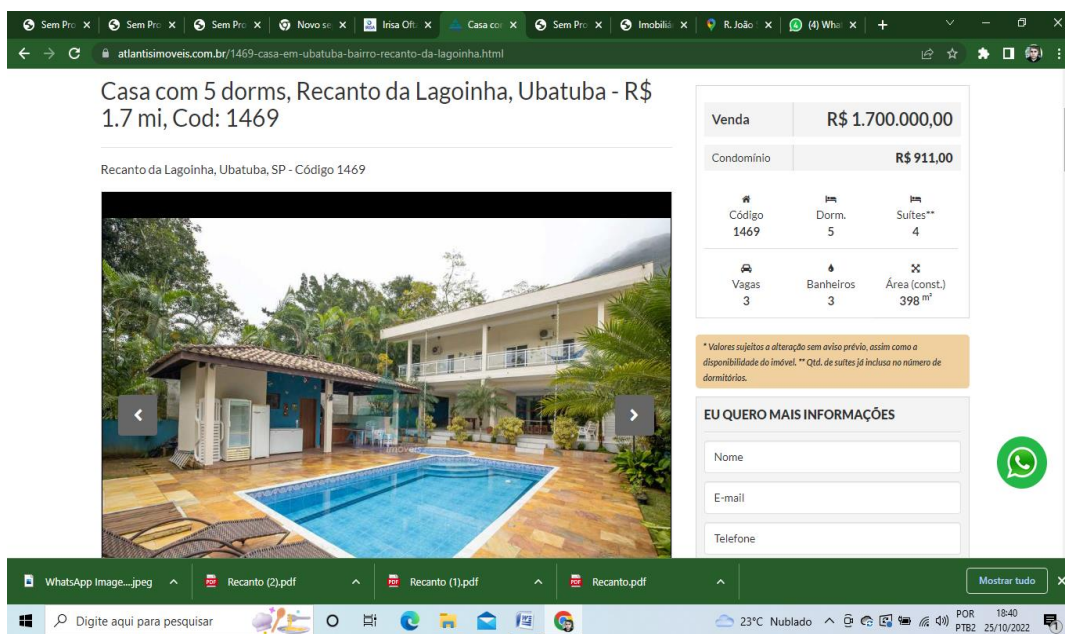 Sem Pro
Sem Pro
Sem Pro
Novo se
Irisa Oft
Casa co
Sem Pro
Imobiliá
R. João
(4) What
atlantisimoveis.com.br/1469-casa-em-ubatuba-bairro-recanto-da-lagoinha.html
Casa com 5 dorms, Recanto da Lagoinha, Ubatuba - R$
1.7 mi, Cod: 1469
Recanto da Lagoinha, Ubatuba, SP - Código 1469
Venda R$ 1.700.000,00
Condomínio R$ 911,00
Código Dorm. Suítes**
1469 5 4
Vagas Banheiros Área (const.)
3 3 398 m²
* Valores sujeitos a alteração sem aviso prévio, assim como a
disponibilidade do imóvel. ** Qtd. de suítes já inclusa no número de
dormitórios.
EU QUERO MAIS INFORMAÇÕES
Nome
E-mail
Telefone
imóveis
WhatsApp Image....jpeg
Recanto (2).pdf
Recanto (1).pdf
Recanto.pdf
Mostrar tudo
Digite aqui para pesquisar
23°C Nublado
POR 18:40
PTB2 25/10/2022